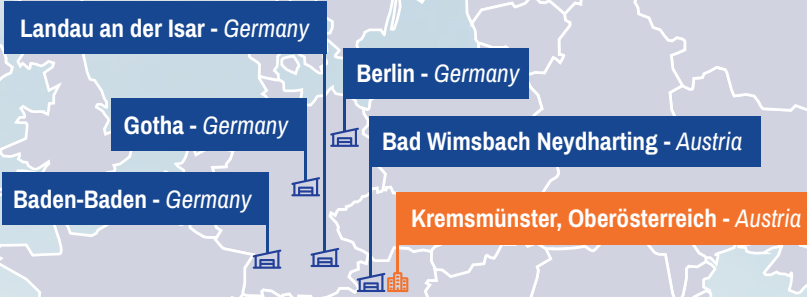 Landau an der Isar - Germany
Berlin - Germany
Gotha - Germany
Bad Wimsbach Neydharting - Austria
Baden-Baden - Germany
Kremsmünster, Oberösterreich - Austria